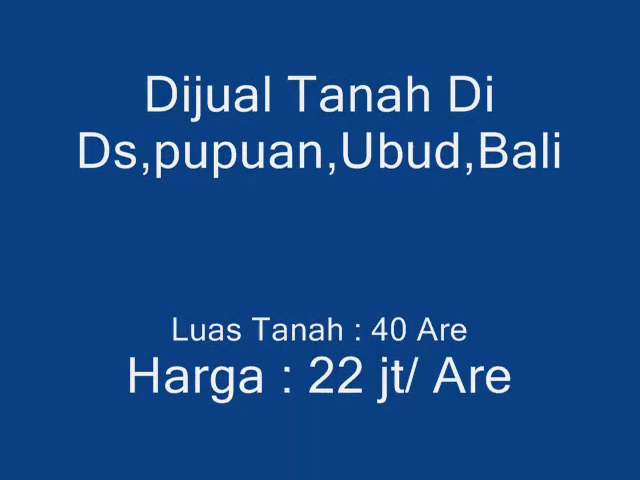 Dijual Tanah Di
Ds,pupuan,Ubud,Bali
Luas Tanah : 40 Are
Harga : 22 jt/ Are